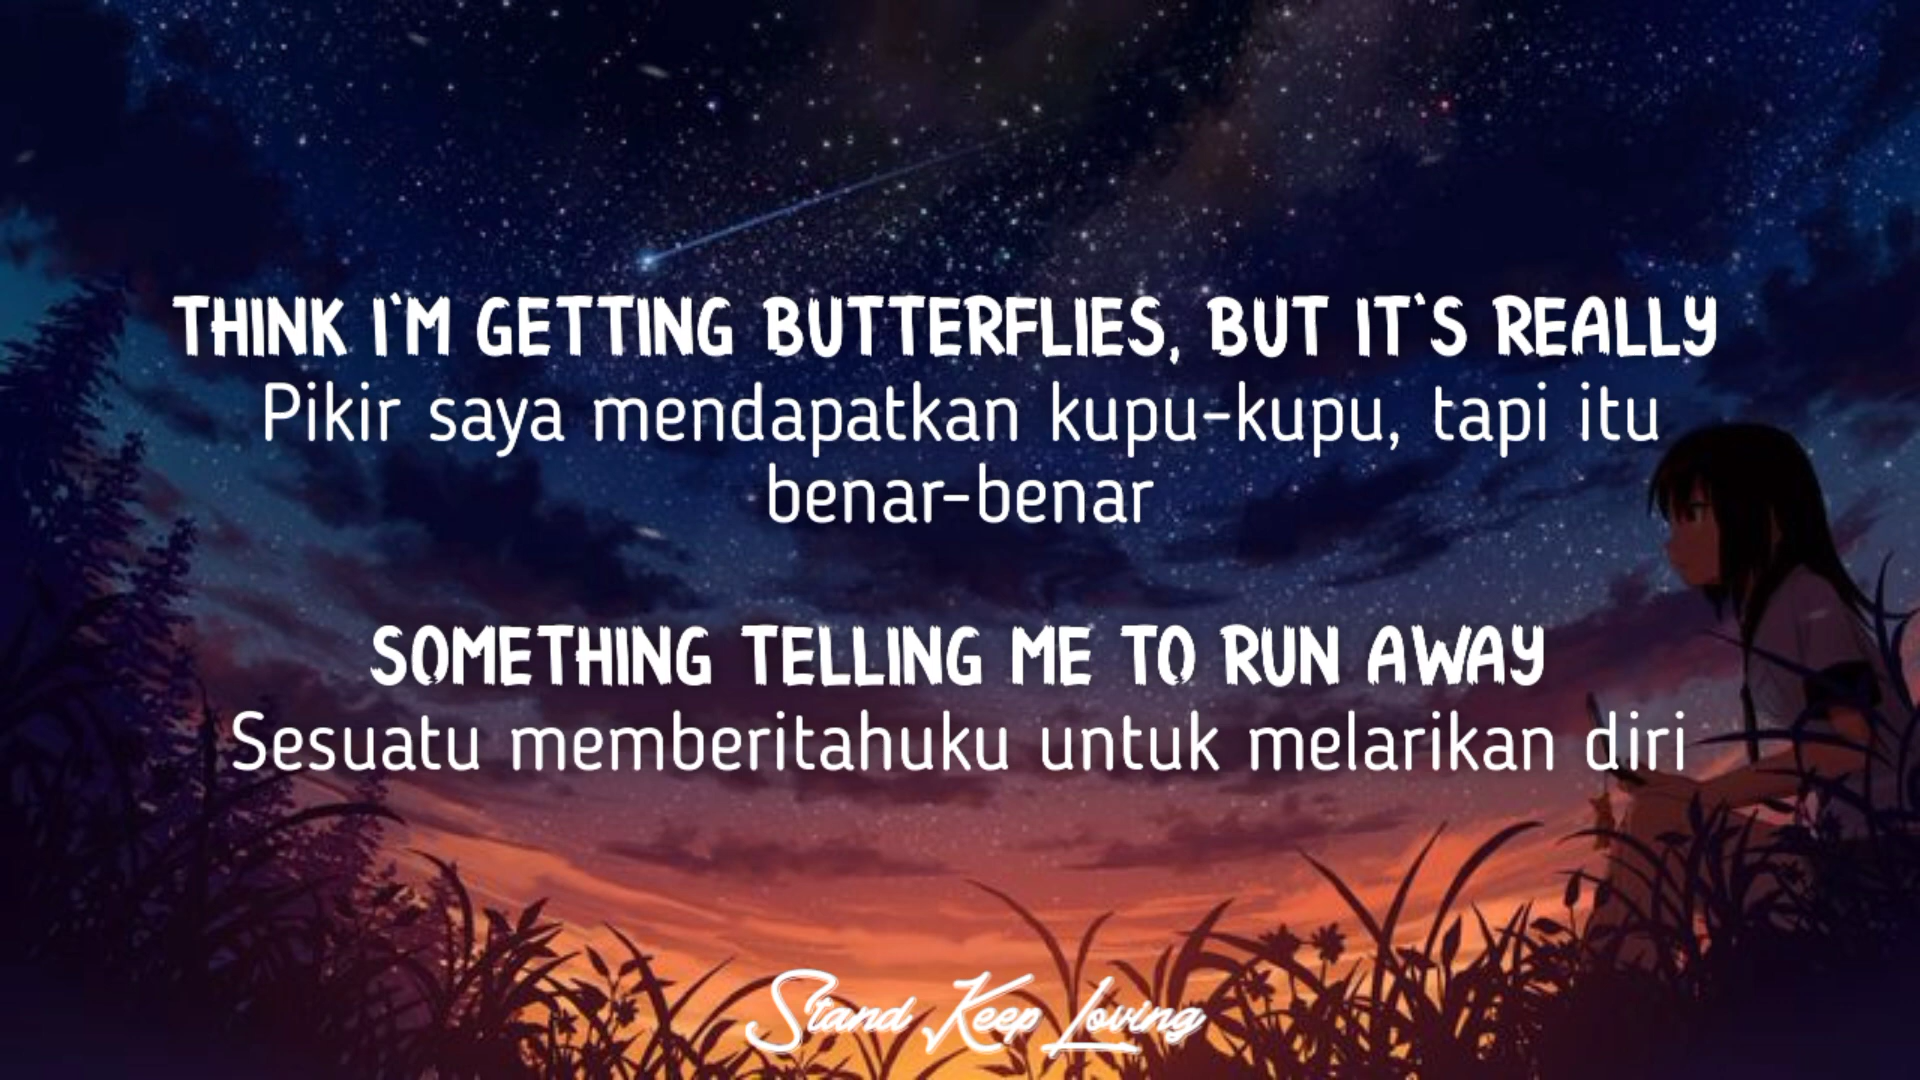 THINK I'M GETTING BUTTERFLIES, BUT IT'S REALLY
Pikir saya mendapatkan kupu-kupu, tapi itu
benar-benar
SOMETHING TELLING ME TO RUN AWAY
Sesuatu memberitahuku untuk melarikan diri
Stand Keep Loving